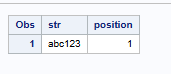 Obs str position
1 abc123 1